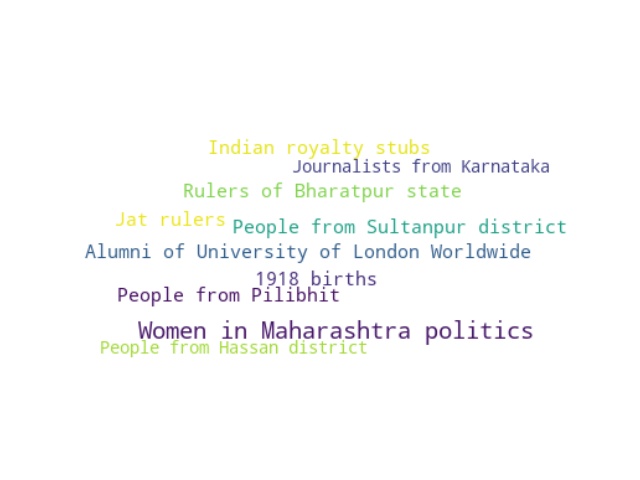 Indian royalty stubs
Journalists from Karnataka
Rulers of Bharatpur state
Jat rulers
People from Sultanpur district
Alumni of University of London Worldwide
1918 births
People from Pilibhit
Women in Maharashtra politics
People from Hassan district